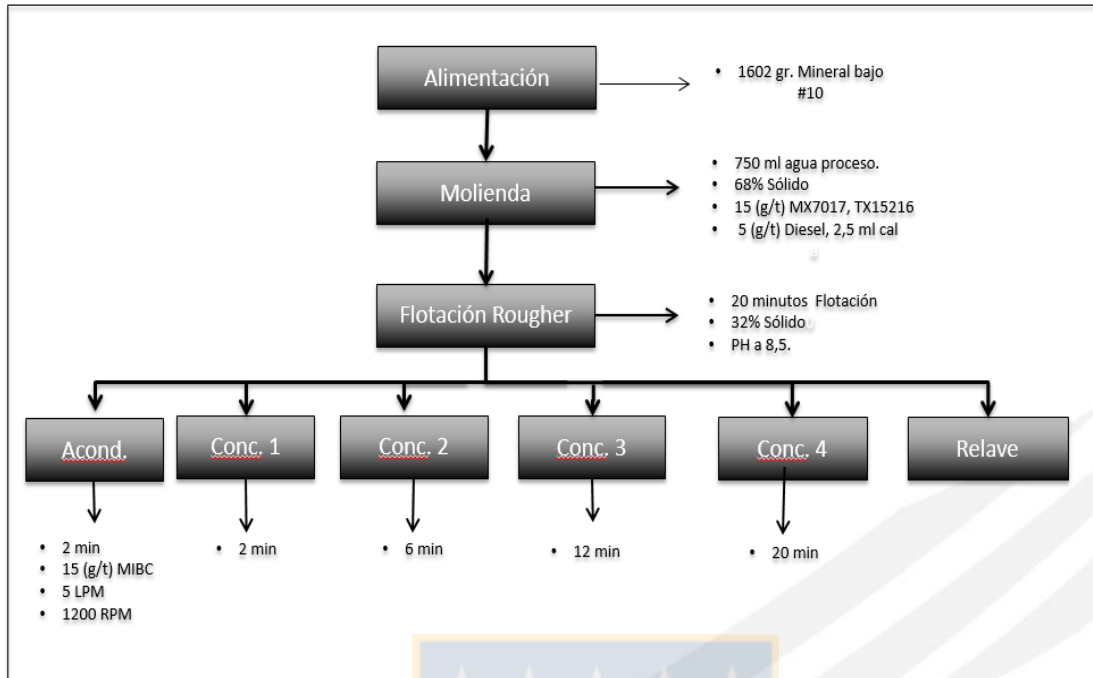 Alimentación
• 1602 gr. Mineral bajo
#10
Molienda
• 750 ml agua proceso.
• 68% Sólido
• 15 (g/t) MX7017, TX15216
• 5 (g/t) Diesel, 2,5 ml cal
Flotación Rougher
• 20 minutos Flotación
• 32% Sólido
• PH a 8,5.
Acond.
Conc. 1
Conc. 2
Conc. 3
Conc. 4
Relave
• 2 min
• 15 (g/t) MIBC
• 5 LPM
• 1200 RPM
• 2 min
• 6 min
• 12 min
• 20 min